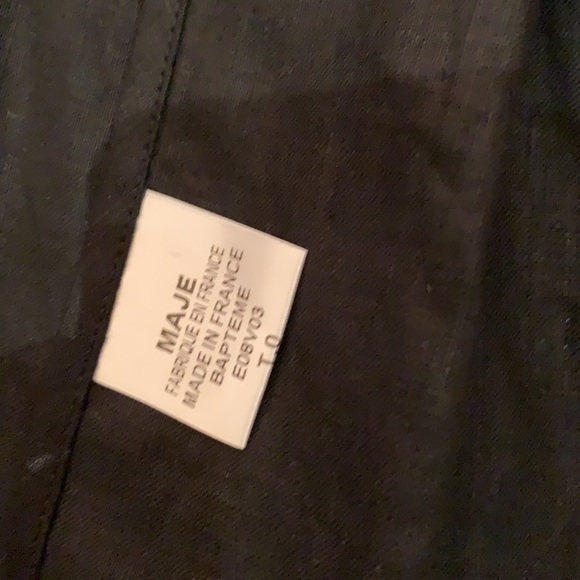 MAJE
FABRIQUE EN FRANCE
MADE IN FRANCE
BAPTEME
E08V03
T.0